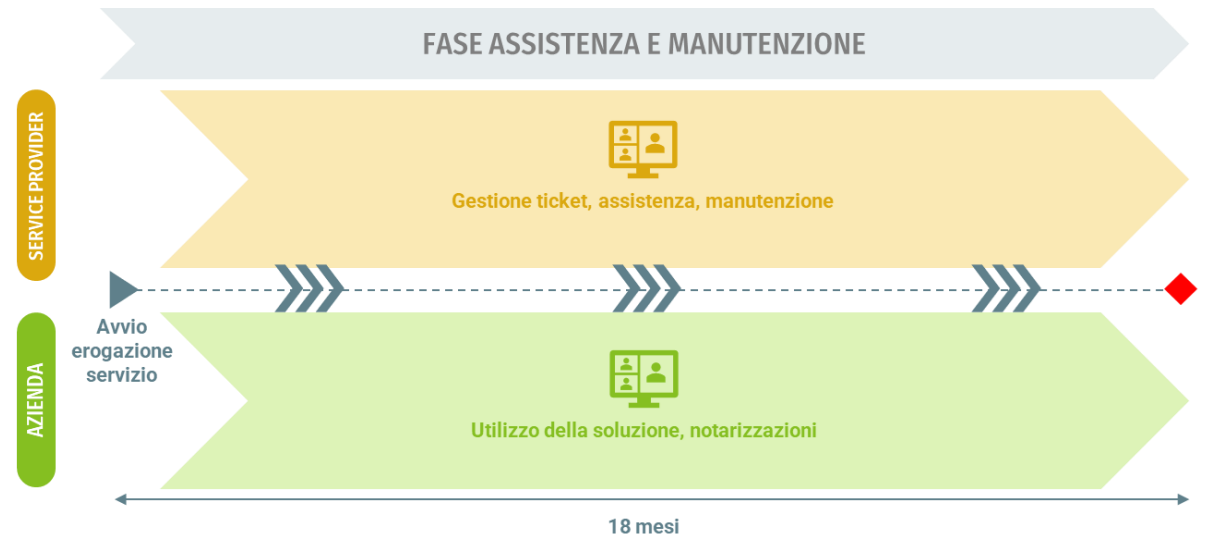 FASE ASSISTENZA E MANUTENZIONE
SERVICE PROVIDER
Gestione ticket, assistenza, manutenzione
Avvio
erogazione
servizio
AZIENDA
Utilizzo della soluzione, notarizzazioni
18 mesi